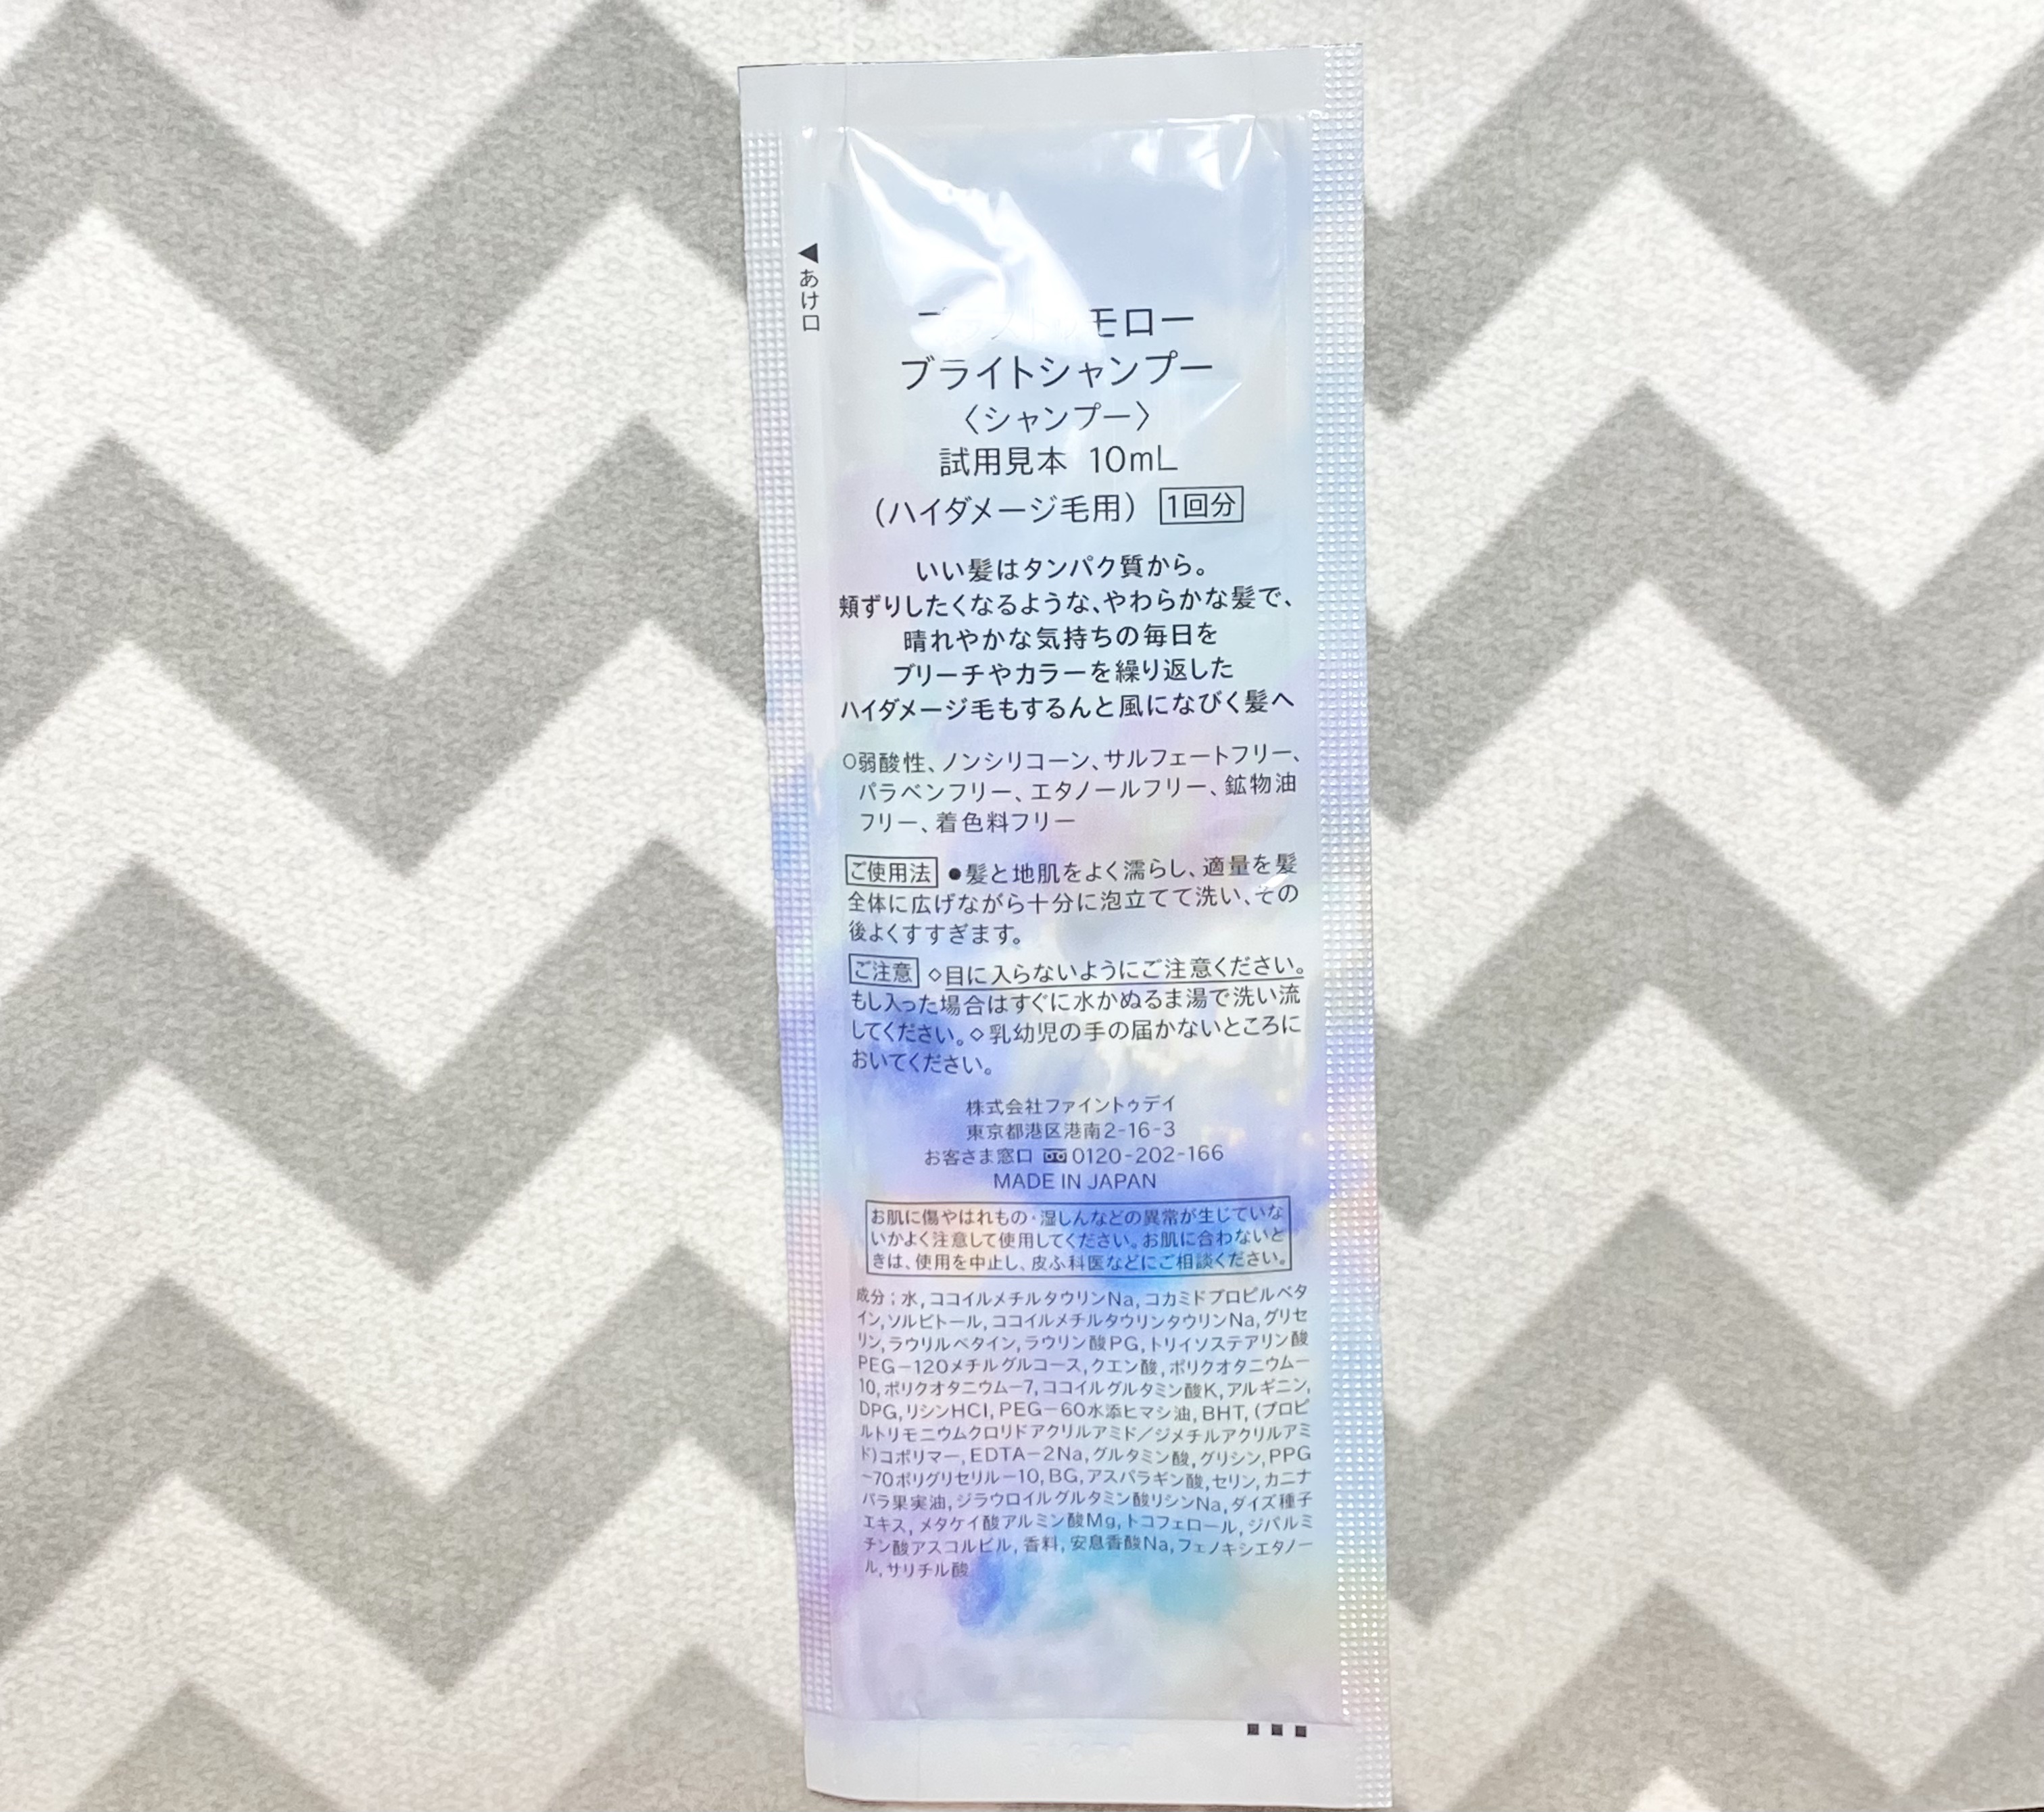 ◀あけ口
モロー
ブライトシャンプー
〈シャンプー〉
試用見本 10mL
(ハイダメージ毛用) 1回分
いい髪はタンパク質から。
頬ずりしたくなるような、やわらかな髪で、
晴れやかな気持ちの毎日を
ブリーチやカラーを繰り返した
ハイダメージ毛もするんと風になびく髪へ
○弱酸性、ノンシリコーン、サルフェートフリー、
パラベンフリー、エタノールフリー、鉱物油
フリー、着色料フリー
ご使用法 ●髪と地肌をよく濡らし、適量を髪
全体に広げながら十分に泡立てて洗い、その
後よくすすぎます。
ご注意 ◇目に入らないようにご注意ください。
もし入った場合はすぐに水かぬるま湯で洗い流
してください。◇乳幼児の手の届かないところに
おいてください。
株式会社ファイントゥデイ
東京都港区港南2-16-3
お客さま窓口 0120-202-166
MADE IN JAPAN
お肌に傷やはれもの・湿しんなどの異常が生じていな
いかよく注意して使用してください。お肌に合わないと
きは、使用を中止し、皮ふ科医などにご相談ください。
成分：水, ココイルメチルタウリンNa, コカミドプロピルベタ
イン, ソルビトール, ココイルメチルタウリンタウリンNa, グリセ
リン, ラウリルベタイン, ラウリン酸PG, トリイソステアリン酸
PEG−120メチルグルコース, クエン酸, ポリクオタニウム−
10, ポリクオタニウム−7, ココイルグルタミン酸K, アルギニン,
DPG, リシンHCl, PEG−60水添ヒマシ油, BHT, (プロピ
ルトリモニウムクロリドアクリルアミド／ジメチルアクリルアミ
ド)コポリマー, EDTA−2Na, グルタミン酸, グリシン, PPG
−70ポリグリセリル−10, BG, アスパラギン酸, セリン, カニナ
バラ果実油, ジラウロイルグルタミン酸リシンNa, ダイズ種子
エキス, メタケイ酸アルミン酸Mg, トコフェロール, ジパルミ
チン酸アスコルビル, 香料, 安息香酸Na, フェノキシエタノー
ル, サリチル酸